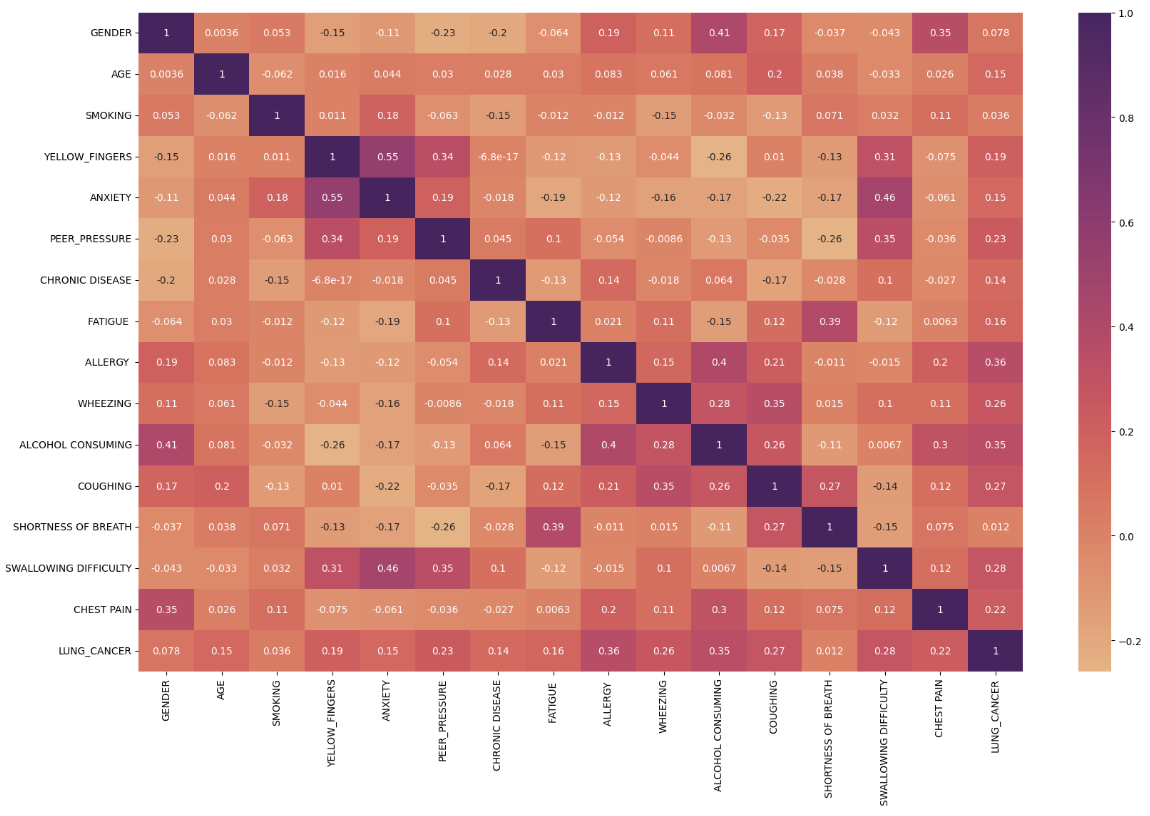 GENDER 1 0.0036 0.053 -0.15 -0.11 -0.23 -0.2 -0.064 0.19 0.11 0.41 0.17 -0.037 -0.043 0.35 0.078
AGE 0.0036 1 -0.062 0.016 0.044 0.03 0.028 0.03 0.083 0.061 0.081 0.2 0.038 -0.033 0.026 0.15
SMOKING 0.053 -0.062 1 0.011 0.18 -0.063 -0.15 -0.012 -0.012 -0.15 -0.032 -0.13 0.071 0.032 0.11 0.036
YELLOW_FINGERS -0.15 0.016 0.011 1 0.55 0.34 -6.8e-17 -0.12 -0.13 -0.044 -0.26 0.01 -0.13 0.31 -0.075 0.19
ANXIETY -0.11 0.044 0.18 0.55 1 0.19 -0.018 -0.19 -0.12 -0.16 -0.17 -0.22 -0.17 0.46 -0.061 0.15
PEER_PRESSURE -0.23 0.03 -0.063 0.34 0.19 1 0.045 0.1 -0.054 -0.0086 -0.13 -0.035 -0.26 0.35 -0.036 0.23
CHRONIC DISEASE -0.2 0.028 -0.15 -6.8e-17 -0.018 0.045 1 -0.13 0.14 -0.018 0.064 -0.17 -0.028 0.1 -0.027 0.14
FATIGUE -0.064 0.03 -0.012 -0.12 -0.19 0.1 -0.13 1 0.021 0.11 -0.15 0.12 0.39 -0.12 0.0063 0.16
ALLERGY 0.19 0.083 -0.012 -0.13 -0.12 -0.054 0.14 0.021 1 0.15 0.4 0.21 -0.011 -0.015 0.2 0.36
WHEEZING 0.11 0.061 -0.15 -0.044 -0.16 -0.0086 -0.018 0.11 0.15 1 0.28 0.35 0.015 0.1 0.11 0.26
ALCOHOL CONSUMING 0.41 0.081 -0.032 -0.26 -0.17 -0.13 0.064 -0.15 0.4 0.28 1 0.26 -0.11 0.0067 0.3 0.35
COUGHING 0.17 0.2 -0.13 0.01 -0.22 -0.035 -0.17 0.12 0.21 0.35 0.26 1 0.27 -0.14 0.12 0.27
SHORTNESS OF BREATH -0.037 0.038 0.071 -0.13 -0.17 -0.26 -0.028 0.39 -0.011 0.015 -0.11 0.27 1 -0.15 0.075 0.012
SWALLOWING DIFFICULTY -0.043 -0.033 0.032 0.31 0.46 0.35 0.1 -0.12 -0.015 0.1 0.0067 -0.14 -0.15 1 0.12 0.28
CHEST PAIN 0.35 0.026 0.11 -0.075 -0.061 -0.036 -0.027 0.0063 0.2 0.11 0.3 0.12 0.075 0.12 1 0.22
LUNG_CANCER 0.078 0.15 0.036 0.19 0.15 0.23 0.14 0.16 0.36 0.26 0.35 0.27 0.012 0.28 0.22 1
GENDER
AGE
SMOKING
YELLOW_FINGERS
ANXIETY
PEER_PRESSURE
CHRONIC DISEASE
FATIGUE
ALLERGY
WHEEZING
ALCOHOL CONSUMING
COUGHING
SHORTNESS OF BREATH
SWALLOWING DIFFICULTY
CHEST PAIN
LUNG_CANCER
1.0
0.8
0.6
0.4
0.2
0.0
−0.2